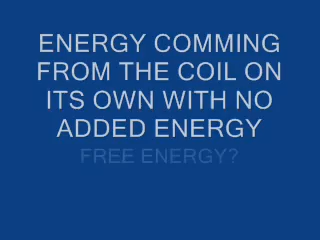 ENERGY COMMING
FROM THE COIL ON
ITS OWN WITH NO
ADDED ENERGY
FREE ENERGY?